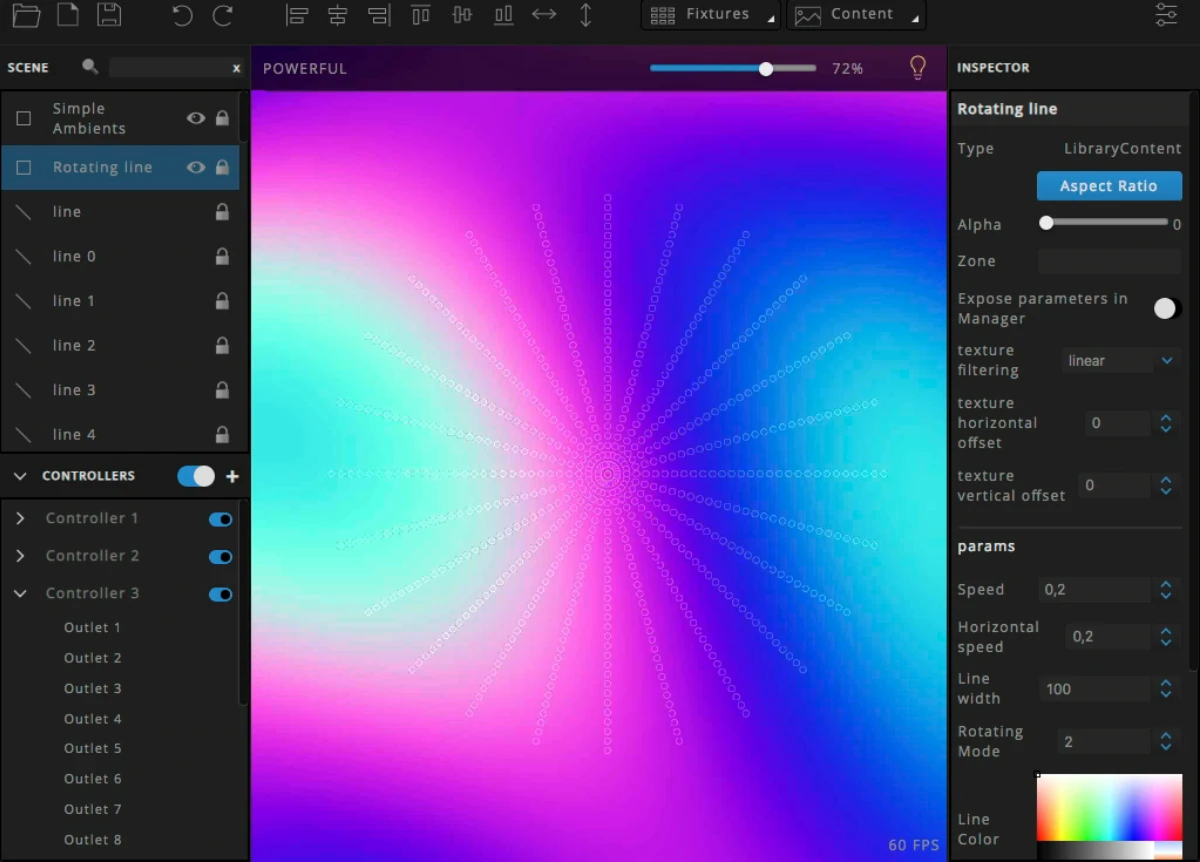 Fixtures
Content
SCENE
x
POWERFUL
72%
INSPECTOR
Simple
Ambients
Rotating line
line
line 0
line 1
line 2
line 3
line 4
CONTROLLERS
+
Controller 1
Controller 2
Controller 3
Outlet 1
Outlet 2
Outlet 3
Outlet 4
Outlet 5
Outlet 6
Outlet 7
Outlet 8
60 FPS
Rotating line
Type LibraryContent
Aspect Ratio
Alpha 0
Zone
Expose parameters in
Manager
texture
filtering
linear
texture
horizontal
offset
0
texture
vertical offset
0
params
Speed 0,2
Horizontal
speed
0,2
Line
width
100
Rotating
Mode
2
Line
Color